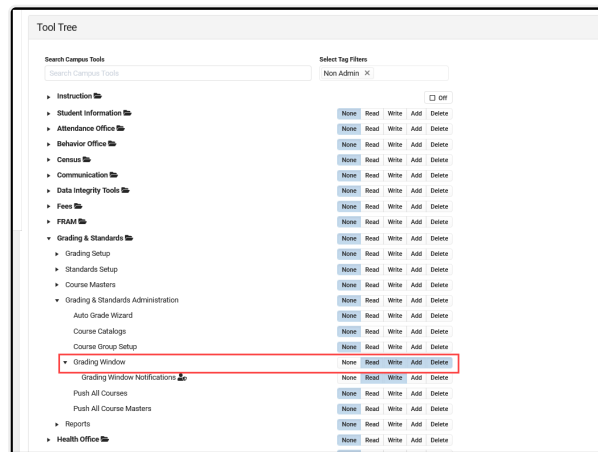 Tool Tree
Search Campus Tools Select Tag Filters
Search Campus Tools Non Admin ×
Instruction Off
Student Information None Read Write Add Delete
Attendance Office None Read Write Add Delete
Behavior Office None Read Write Add Delete
Census None Read Write Add Delete
Communication None Read Write Add Delete
Data Integrity Tools None Read Write Add Delete
Fees None Read Write Add Delete
FRAM None Read Write Add Delete
Grading & Standards None Read Write Add Delete
Grading Setup None Read Write Add Delete
Standards Setup None Read Write Add Delete
Course Masters None Read Write Add Delete
Grading & Standards Administration None Read Write Add Delete
Auto Grade Wizard None Read Write Add Delete
Course Catalogs None Read Write Add Delete
Course Group Setup None Read Write Add Delete
Grading Window None Read Write Add Delete
Grading Window Notifications None Read Write Add Delete
Push All Courses None Read Write Add Delete
Push All Course Masters None Read Write Add Delete
Reports None Read Write Add Delete
Health Office None Read Write Add Delete